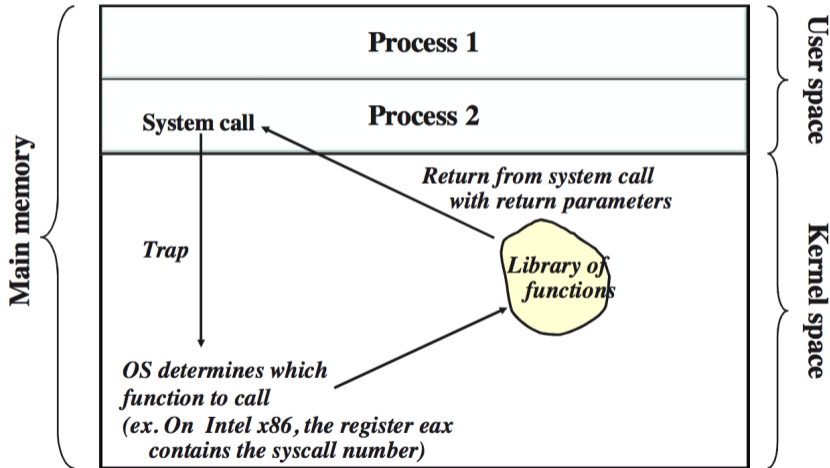 Process 1
User space
System call
Process 2
Return from system call
with return parameters
Main memory
Trap
Library of
functions
Kernel space
OS determines which
function to call
(ex. On Intel x86, the register eax
contains the syscall number)